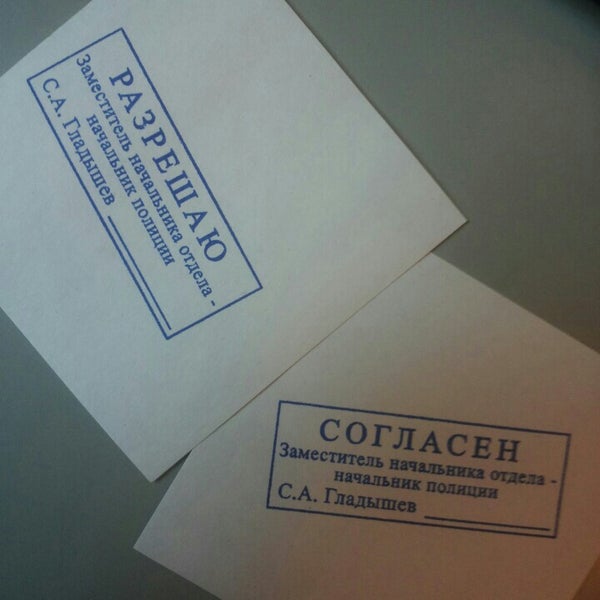 РАЗРЕШАЮ
Заместитель начальника отдела -
начальник полиции
С.А. Гладышев
СОГЛАСЕН
Заместитель начальника отдела -
начальник полиции
С.А. Гладышев